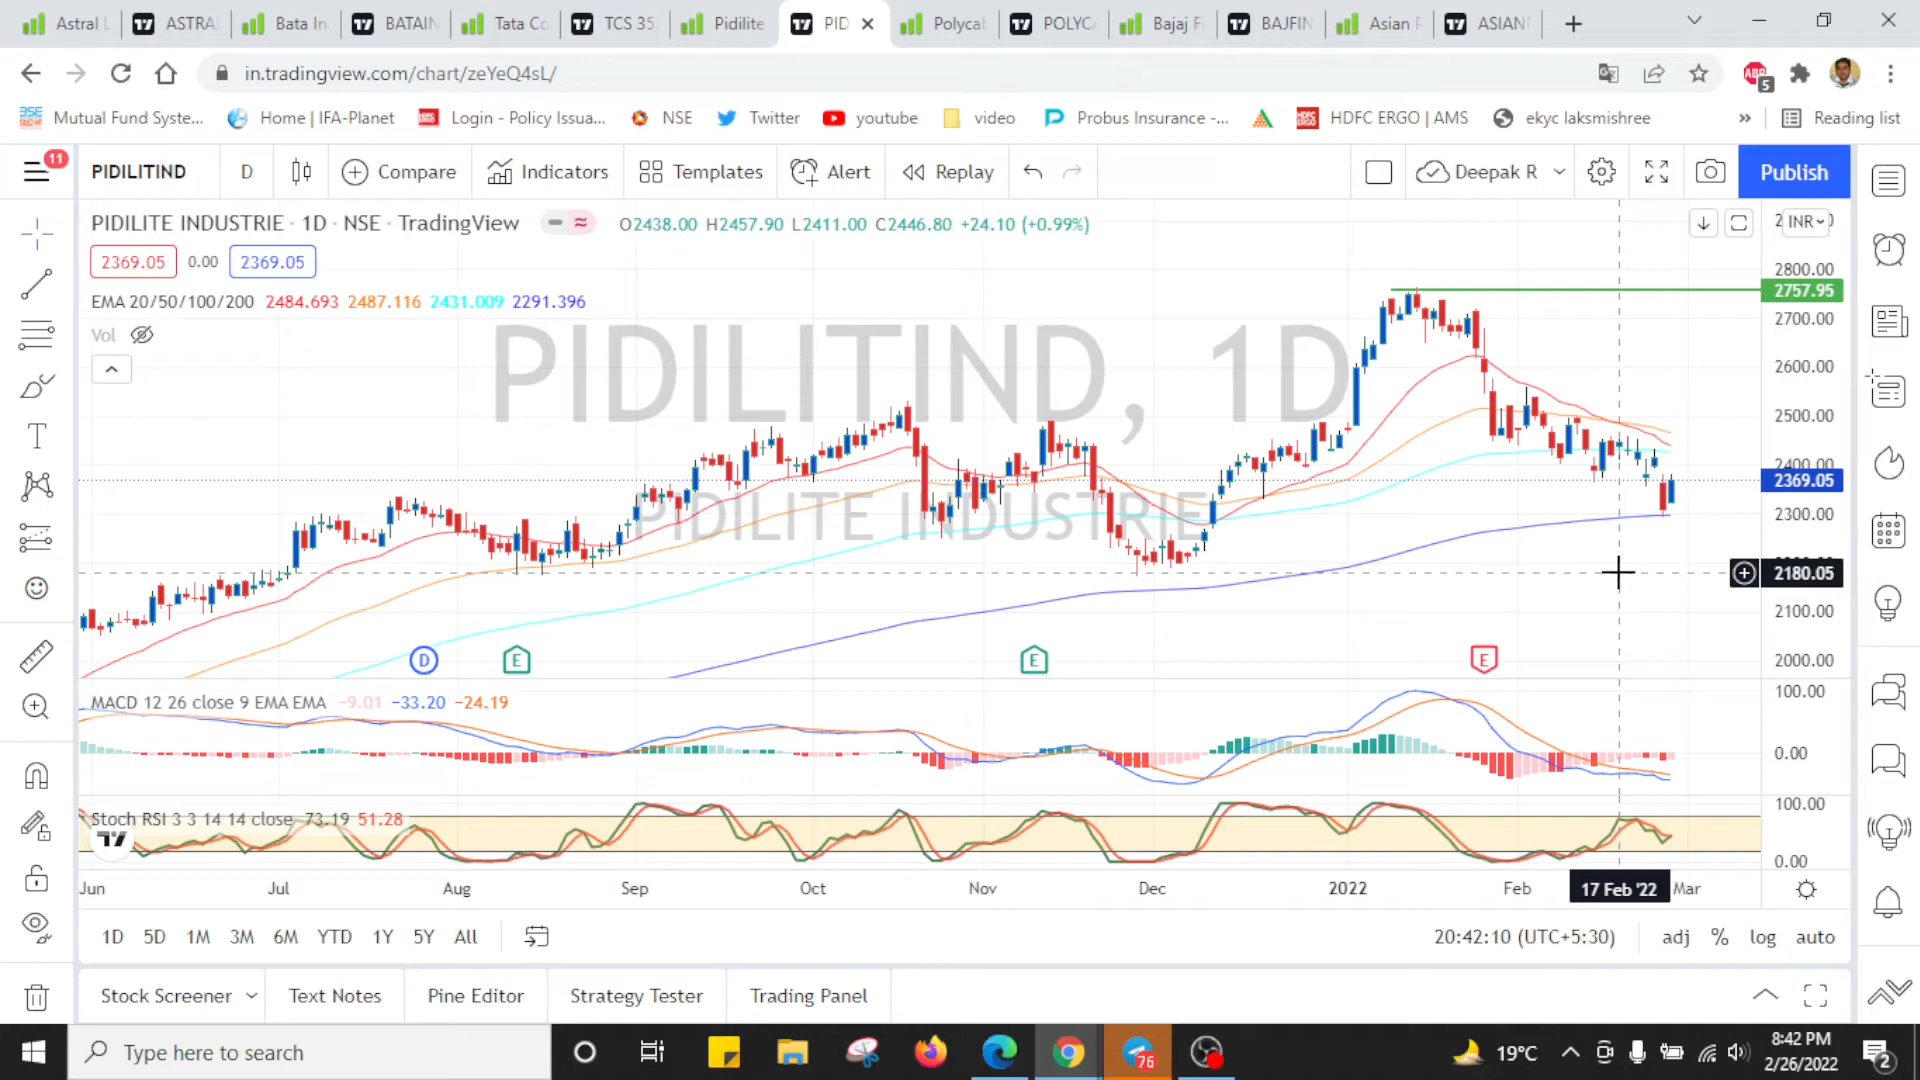 Astral L ASTRA Bata In BATAIN Tata Co TCS 35 Pidilite PID Polycab POLYCA Bajaj Fi BAJFIN Asian P ASIANI
in.tradingview.com/chart/zeYeQ4sL/
ABP 5
Mutual Fund Syste... Home | IFA-Planet Login - Policy Issua... NSE Twitter youtube video Probus Insurance -... HDFC ERGO | AMS ekyc laksmishree » Reading list
11 PIDILITIND D Compare Indicators Templates Alert Replay Deepak R Publish
PIDILITE INDUSTRIE · 1D · NSE · TradingView O2438.00 H2457.90 L2411.00 C2446.80 +24.10 (+0.99%) INR
2369.05 0.00 2369.05
EMA 20/50/100/200 2484.693 2487.116 2431.009 2291.396
Vol
PIDILITIND, 1D
PIDILITE INDUSTRIE
2800.00
2757.95
2700.00
2600.00
2500.00
2400.00
2369.05
2300.00
2180.05
2100.00
2000.00
D E E E
MACD 12 26 close 9 EMA EMA -9.01 -33.20 -24.19
100.00
0.00
Stoch RSI 3 3 14 14 close 73.19 51.28
100.00
0.00
Jun Jul Aug Sep Oct Nov Dec 2022 Feb 17 Feb '22 Mar
1D 5D 1M 3M 6M YTD 1Y 5Y All 20:42:10 (UTC+5:30) adj % log auto
Stock Screener Text Notes Pine Editor Strategy Tester Trading Panel
Type here to search 76 19°C 8:42 PM
2/26/2022 2